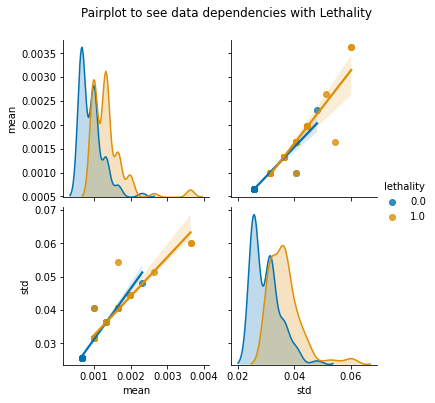 Pairplot to see data dependencies with Lethality
0.0035
0.0030
0.0025
0.0020
0.0015
0.0010
0.0005
mean
lethality
0.0
1.0
0.07
0.06
0.05
0.04
0.03
std
0.001 0.002 0.003 0.004
mean
0.02 0.04 0.06
std